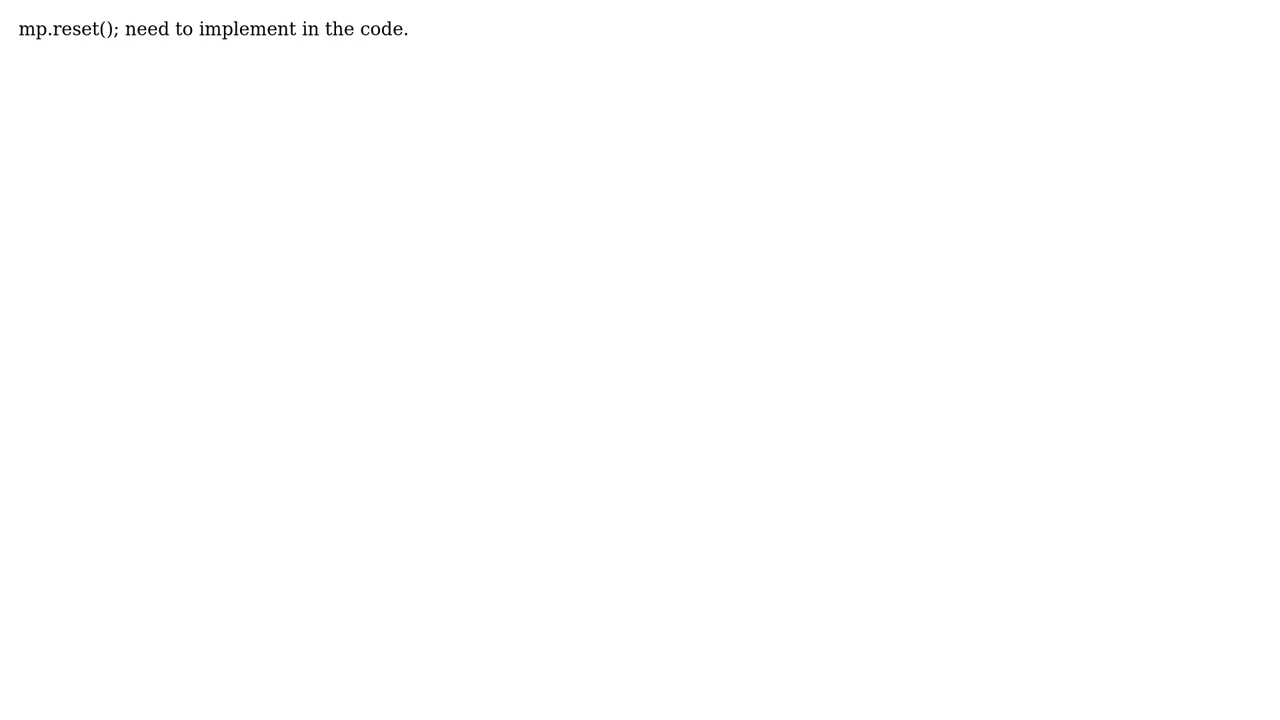 mp.reset(); need to implement in the code.